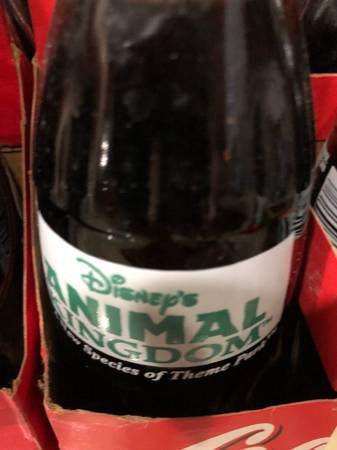 Disney's
ANIMAL
KINGDOM
Species of Theme Park